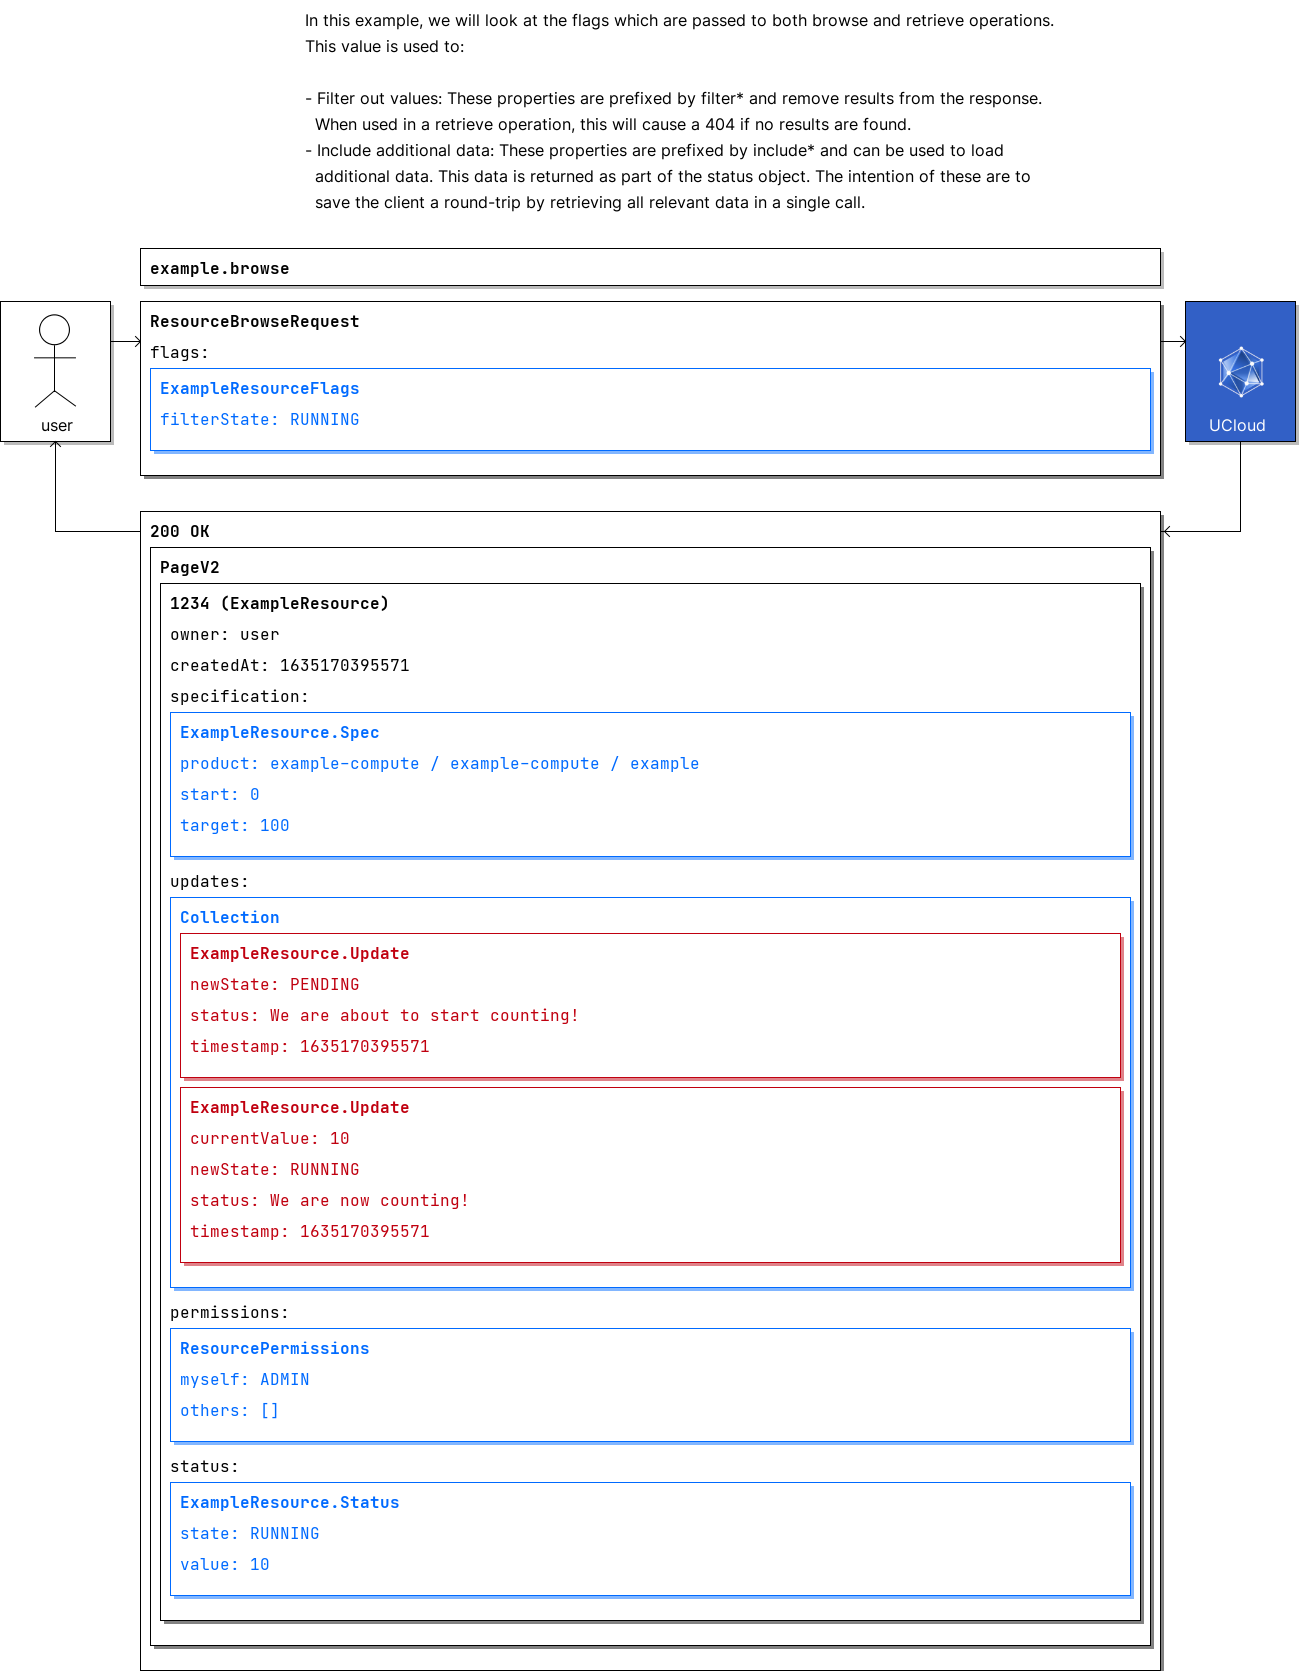 In this example, we will look at the flags which are passed to both browse and retrieve operations.
This value is used to:
- Filter out values: These properties are prefixed by filter* and remove results from the response.
When used in a retrieve operation, this will cause a 404 if no results are found.
- Include additional data: These properties are prefixed by include* and can be used to load
additional data. This data is returned as part of the status object. The intention of these are to
save the client a round-trip by retrieving all relevant data in a single call.
example.browse
ResourceBrowseRequest
flags:
ExampleResourceFlags
filterState: RUNNING
user
UCloud
200 OK
PageV2
1234 (ExampleResource)
owner: user
createdAt: 1635170395571
specification:
ExampleResource.Spec
product: example-compute / example-compute / example
start: 0
target: 100
updates:
Collection
ExampleResource.Update
newState: PENDING
status: We are about to start counting!
timestamp: 1635170395571
ExampleResource.Update
currentValue: 10
newState: RUNNING
status: We are now counting!
timestamp: 1635170395571
permissions:
ResourcePermissions
myself: ADMIN
others: []
status:
ExampleResource.Status
state: RUNNING
value: 10